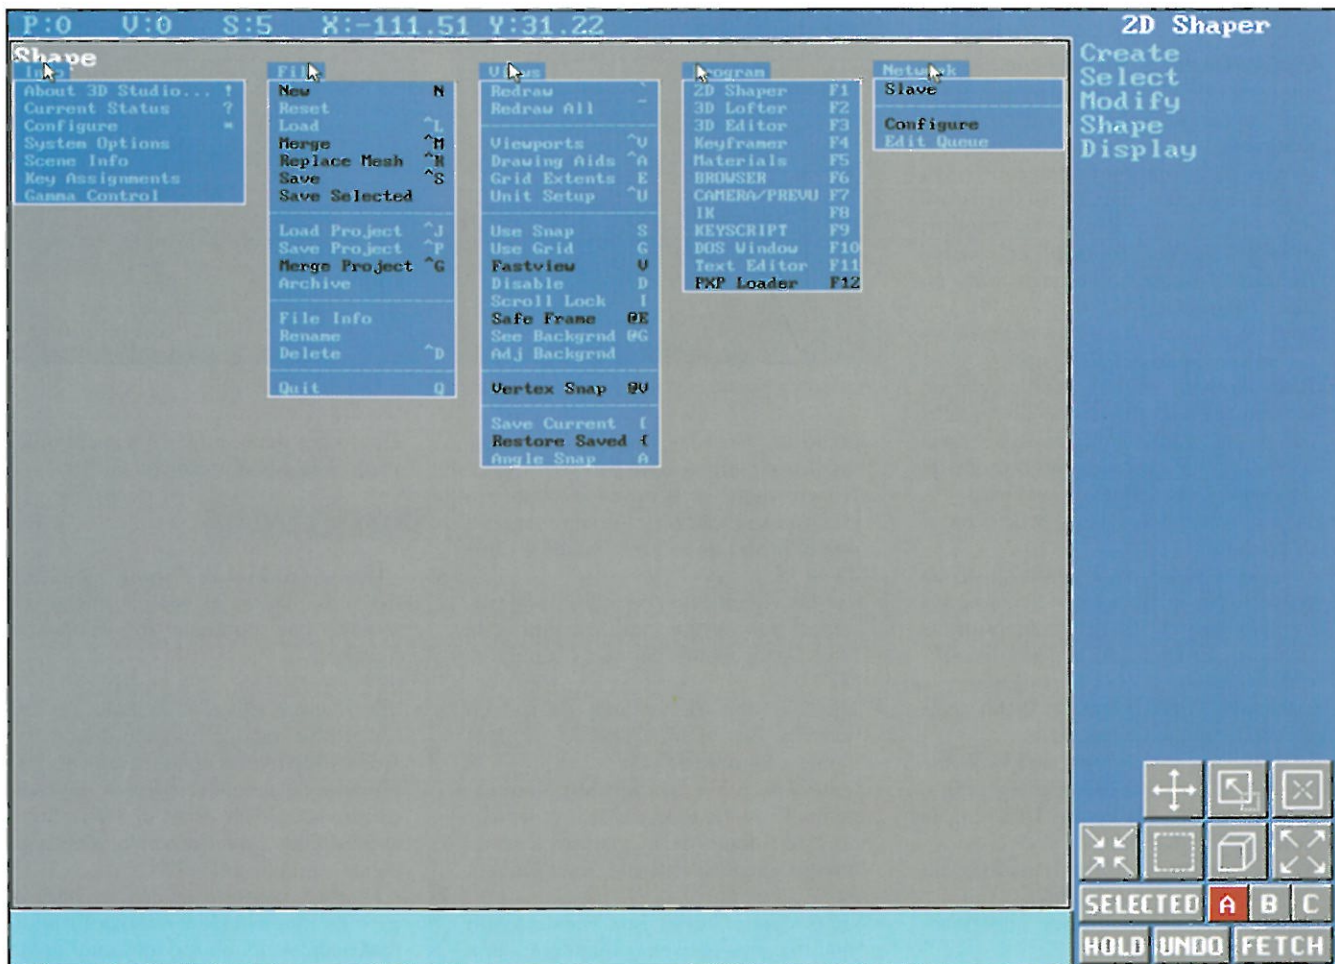 P:0 V:0 S:5 X:-111.51 Y:31.22
2D Shaper
Shape
Info
About 3D Studio... !
Current Status ?
Configure *
System Options
Scene Info
Key Assignments
Gamma Control
File
New N
Reset
Load ^L
Merge ^M
Replace Mesh ^R
Save ^S
Save Selected
Load Project ^J
Save Project ^P
Merge Project ^G
Archive
File Info
Rename
Delete ^D
Quit Q
Views
Redraw `
Redraw All ~
Viewports ^V
Drawing Aids ^A
Grid Extents E
Unit Setup ^U
Use Snap S
Use Grid G
Fastview V
Disable D
Scroll Lock I
Safe Frame @E
See Backgrnd @G
Adj Backgrnd
Vertex Snap @V
Save Current [
Restore Saved {
Angle Snap A
Program
2D Shaper F1
3D Lofter F2
3D Editor F3
Keyframer F4
Materials F5
BROWSER F6
CAMERA/PREVU F7
IK F8
KEYSCRIPT F9
DOS Window F10
Text Editor F11
PXP Loader F12
Network
Slave
Configure
Edit Queue
Create
Select
Modify
Shape
Display
SELECTED A B C
HOLD UNDO FETCH